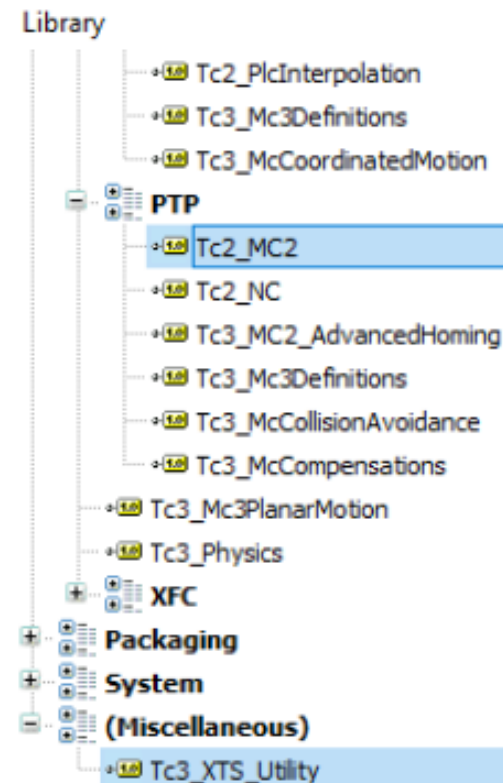 Library
Tc2_PlcInterpolation
Tc3_Mc3Definitions
Tc3_McCoordinatedMotion
PTP
Tc2_MC2
Tc2_NC
Tc3_MC2_AdvancedHoming
Tc3_Mc3Definitions
Tc3_McCollisionAvoidance
Tc3_McCompensations
Tc3_Mc3PlanarMotion
Tc3_Physics
XFC
Packaging
System
(Miscellaneous)
Tc3_XTS_Utility